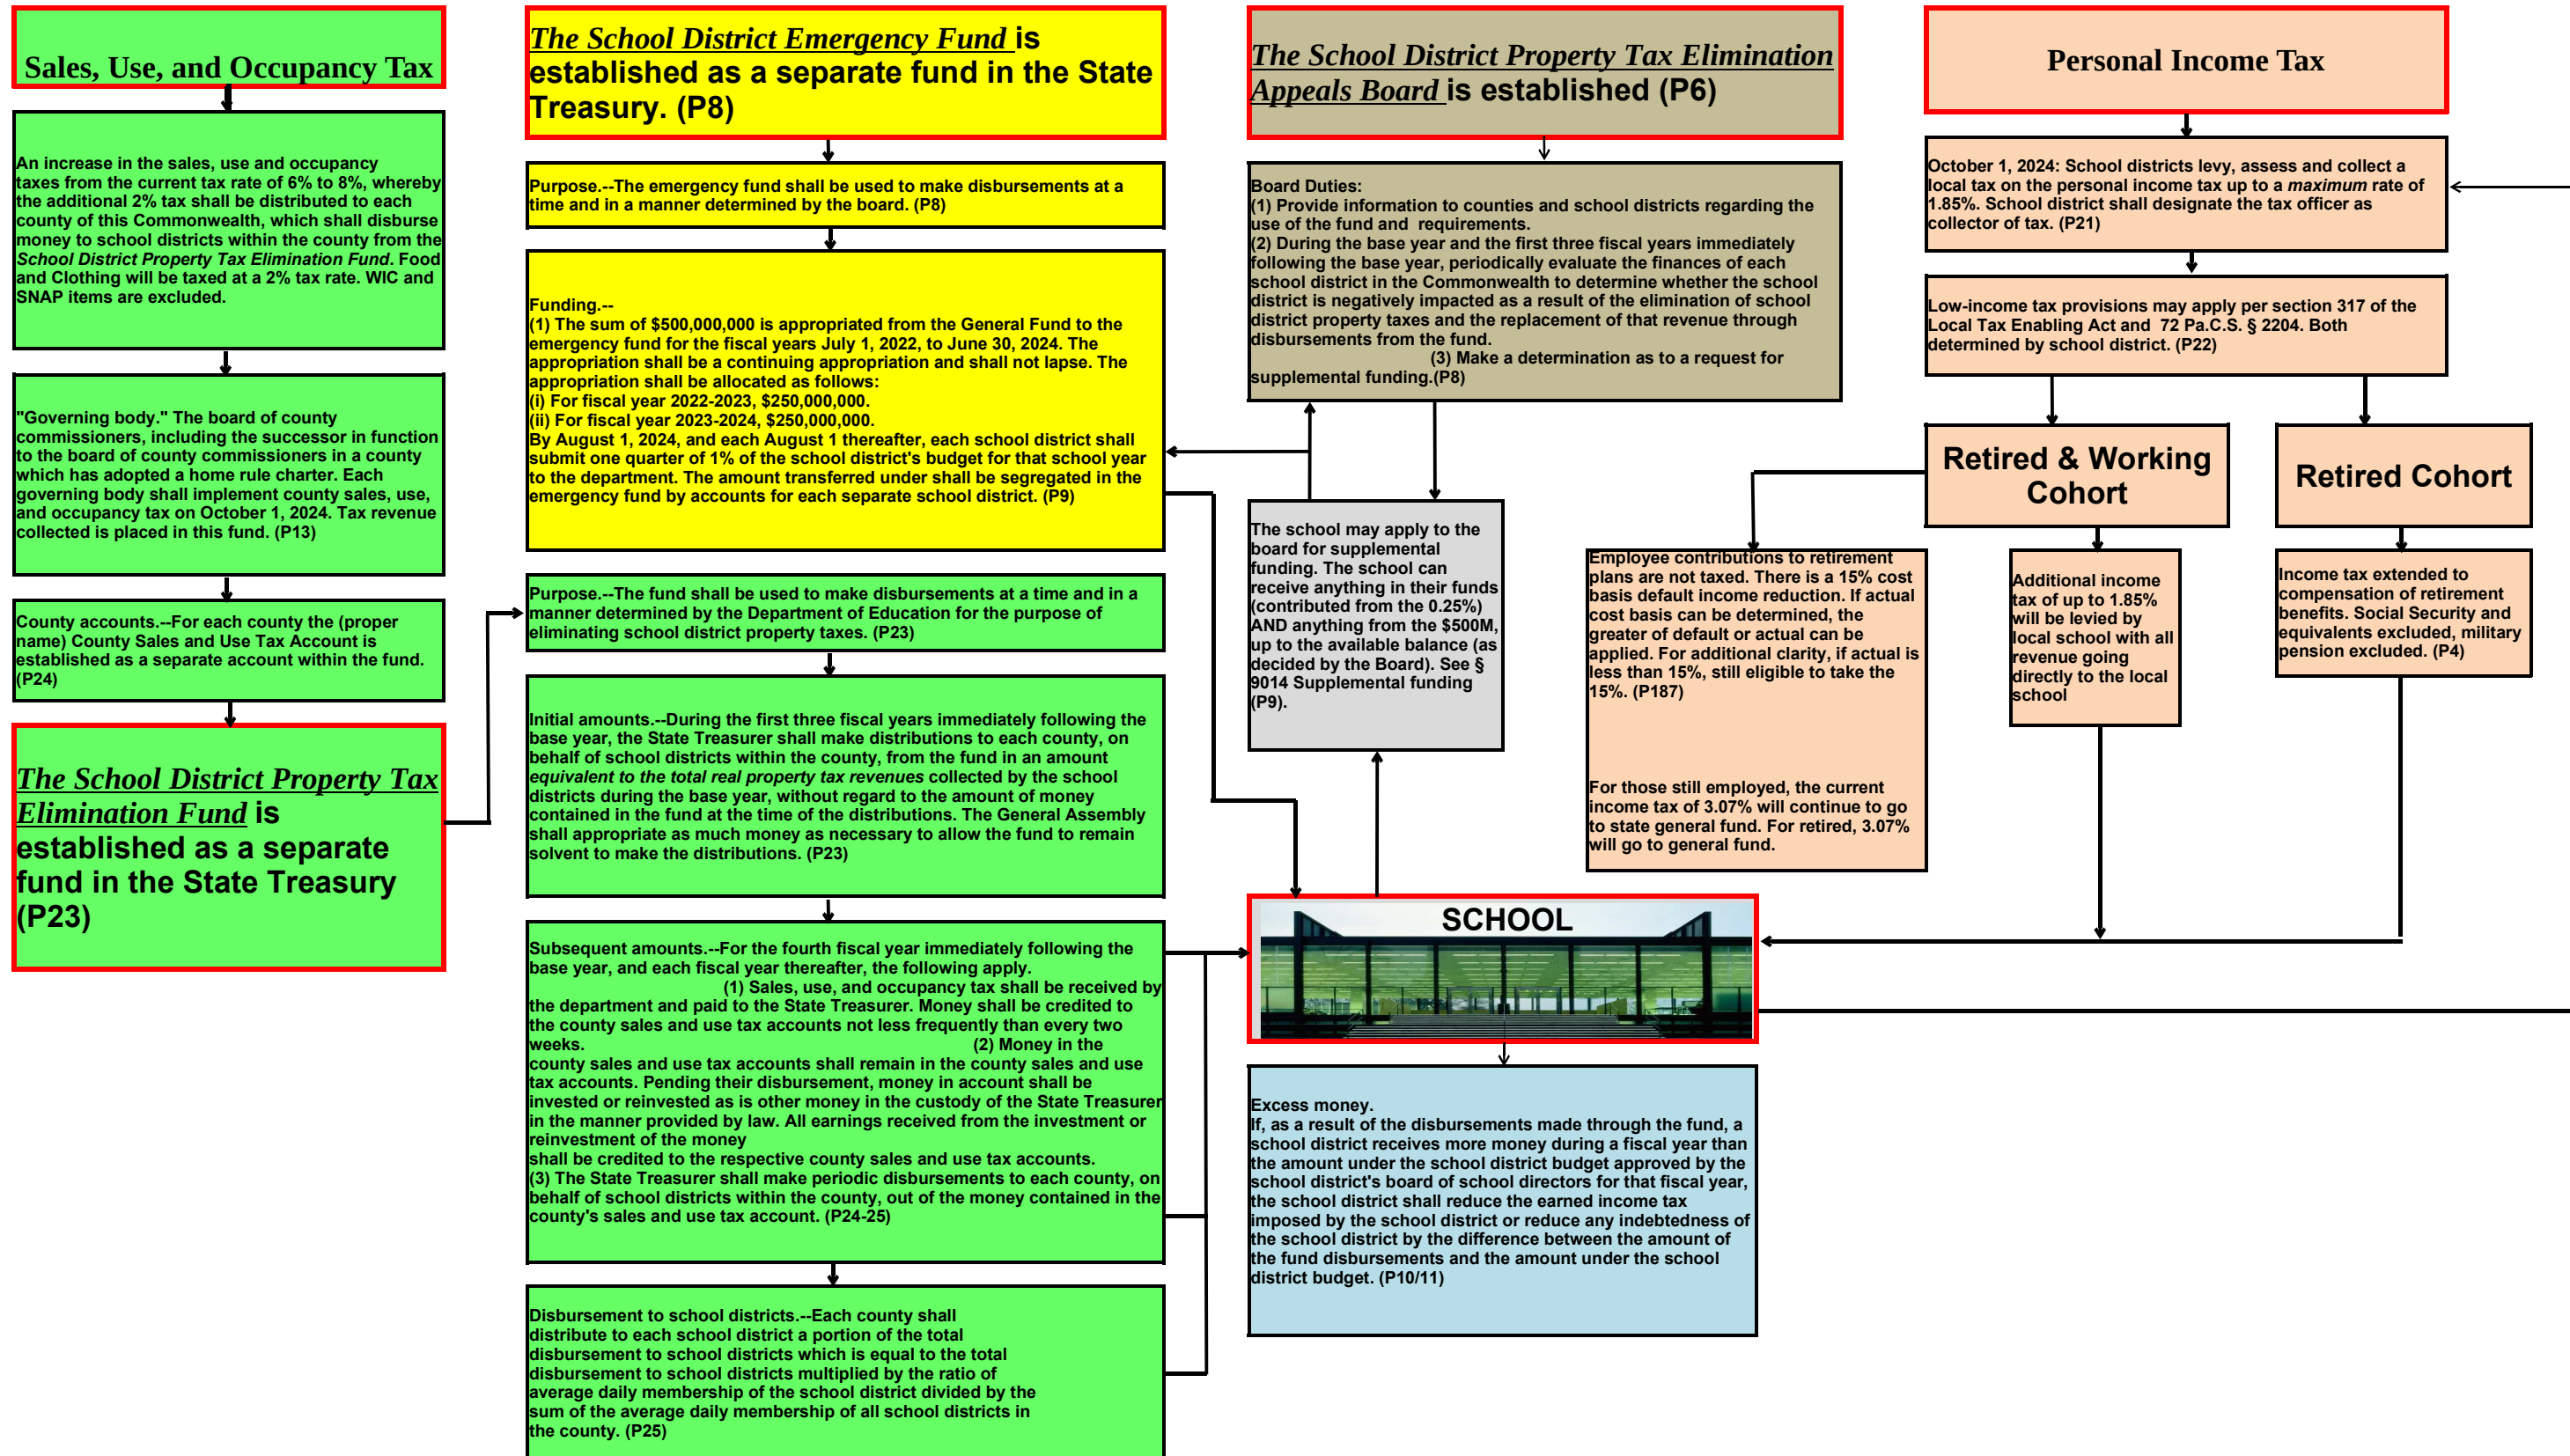 Sales, Use, and Occupancy Tax
An increase in the sales, use and occupancy
taxes from the current tax rate of 6% to 8%, whereby
the additional 2% tax shall be distributed to each
county of this Commonwealth, which shall disburse
money to school districts within the county from the
School District Property Tax Elimination Fund. Food
and Clothing will be taxed at a 2% tax rate. WIC and
SNAP items are excluded.
"Governing body." The board of county
commissioners, including the successor in function
to the board of county commissioners in a county
which has adopted a home rule charter. Each
governing body shall implement county sales, use,
and occupancy tax on October 1, 2024. Tax revenue
collected is placed in this fund. (P13)
County accounts.--For each county the (proper
name) County Sales and Use Tax Account is
established as a separate account within the fund.
(P24)
The School District Property Tax
Elimination Fund is
established as a separate
fund in the State Treasury
(P23)
The School District Emergency Fund is
established as a separate fund in the State
Treasury. (P8)
Purpose.--The emergency fund shall be used to make disbursements at a
time and in a manner determined by the board. (P8)
Funding.--
(1) The sum of $500,000,000 is appropriated from the General Fund to the
emergency fund for the fiscal years July 1, 2022, to June 30, 2024. The
appropriation shall be a continuing appropriation and shall not lapse. The
appropriation shall be allocated as follows:
(i) For fiscal year 2022-2023, $250,000,000.
(ii) For fiscal year 2023-2024, $250,000,000.
By August 1, 2024, and each August 1 thereafter, each school district shall
submit one quarter of 1% of the school district's budget for that school year
to the department. The amount transferred under shall be segregated in the
emergency fund by accounts for each separate school district. (P9)
Purpose.--The fund shall be used to make disbursements at a time and in a
manner determined by the Department of Education for the purpose of
eliminating school district property taxes. (P23)
Initial amounts.--During the first three fiscal years immediately following the
base year, the State Treasurer shall make distributions to each county, on
behalf of school districts within the county, from the fund in an amount
equivalent to the total real property tax revenues collected by the school
districts during the base year, without regard to the amount of money
contained in the fund at the time of the distributions. The General Assembly
shall appropriate as much money as necessary to allow the fund to remain
solvent to make the distributions. (P23)
Subsequent amounts.--For the fourth fiscal year immediately following the
base year, and each fiscal year thereafter, the following apply.
(1) Sales, use, and occupancy tax shall be received by
the department and paid to the State Treasurer. Money shall be credited to
the county sales and use tax accounts not less frequently than every two
weeks. (2) Money in the
county sales and use tax accounts shall remain in the county sales and use
tax accounts. Pending their disbursement, money in account shall be
invested or reinvested as is other money in the custody of the State Treasurer
in the manner provided by law. All earnings received from the investment or
reinvestment of the money
shall be credited to the respective county sales and use tax accounts.
(3) The State Treasurer shall make periodic disbursements to each county, on
behalf of school districts within the county, out of the money contained in the
county's sales and use tax account. (P24-25)
Disbursement to school districts.--Each county shall
distribute to each school district a portion of the total
disbursement to school districts which is equal to the total
disbursement to school districts multiplied by the ratio of
average daily membership of the school district divided by the
sum of the average daily membership of all school districts in
the county. (P25)
The School District Property Tax Elimination
Appeals Board is established (P6)
Board Duties:
(1) Provide information to counties and school districts regarding the
use of the fund and requirements.
(2) During the base year and the first three fiscal years immediately
following the base year, periodically evaluate the finances of each
school district in the Commonwealth to determine whether the school
district is negatively impacted as a result of the elimination of school
district property taxes and the replacement of that revenue through
disbursements from the fund.
(3) Make a determination as to a request for
supplemental funding.(P8)
The school may apply to the
board for supplemental
funding. The school can
receive anything in their funds
(contributed from the 0.25%)
AND anything from the $500M,
up to the available balance (as
decided by the Board). See §
9014 Supplemental funding
(P9).
SCHOOL
Excess money.
If, as a result of the disbursements made through the fund, a
school district receives more money during a fiscal year than
the amount under the school district budget approved by the
school district's board of school directors for that fiscal year,
the school district shall reduce the earned income tax
imposed by the school district or reduce any indebtedness of
the school district by the difference between the amount of
the fund disbursements and the amount under the school
district budget. (P10/11)
Personal Income Tax
October 1, 2024: School districts levy, assess and collect a
local tax on the personal income tax up to a maximum rate of
1.85%. School district shall designate the tax officer as
collector of tax. (P21)
Low-income tax provisions may apply per section 317 of the
Local Tax Enabling Act and 72 Pa.C.S. § 2204. Both
determined by school district. (P22)
Retired & Working
Cohort
Retired Cohort
Employee contributions to retirement
plans are not taxed. There is a 15% cost
basis default income reduction. If actual
cost basis can be determined, the
greater of default or actual can be
applied. For additional clarity, if actual is
less than 15%, still eligible to take the
15%. (P187)
For those still employed, the current
income tax of 3.07% will continue to go
to state general fund. For retired, 3.07%
will go to general fund.
Additional income
tax of up to 1.85%
will be levied by
local school with all
revenue going
directly to the local
school
Income tax extended to
compensation of retirement
benefits. Social Security and
equivalents excluded, military
pension excluded. (P4)